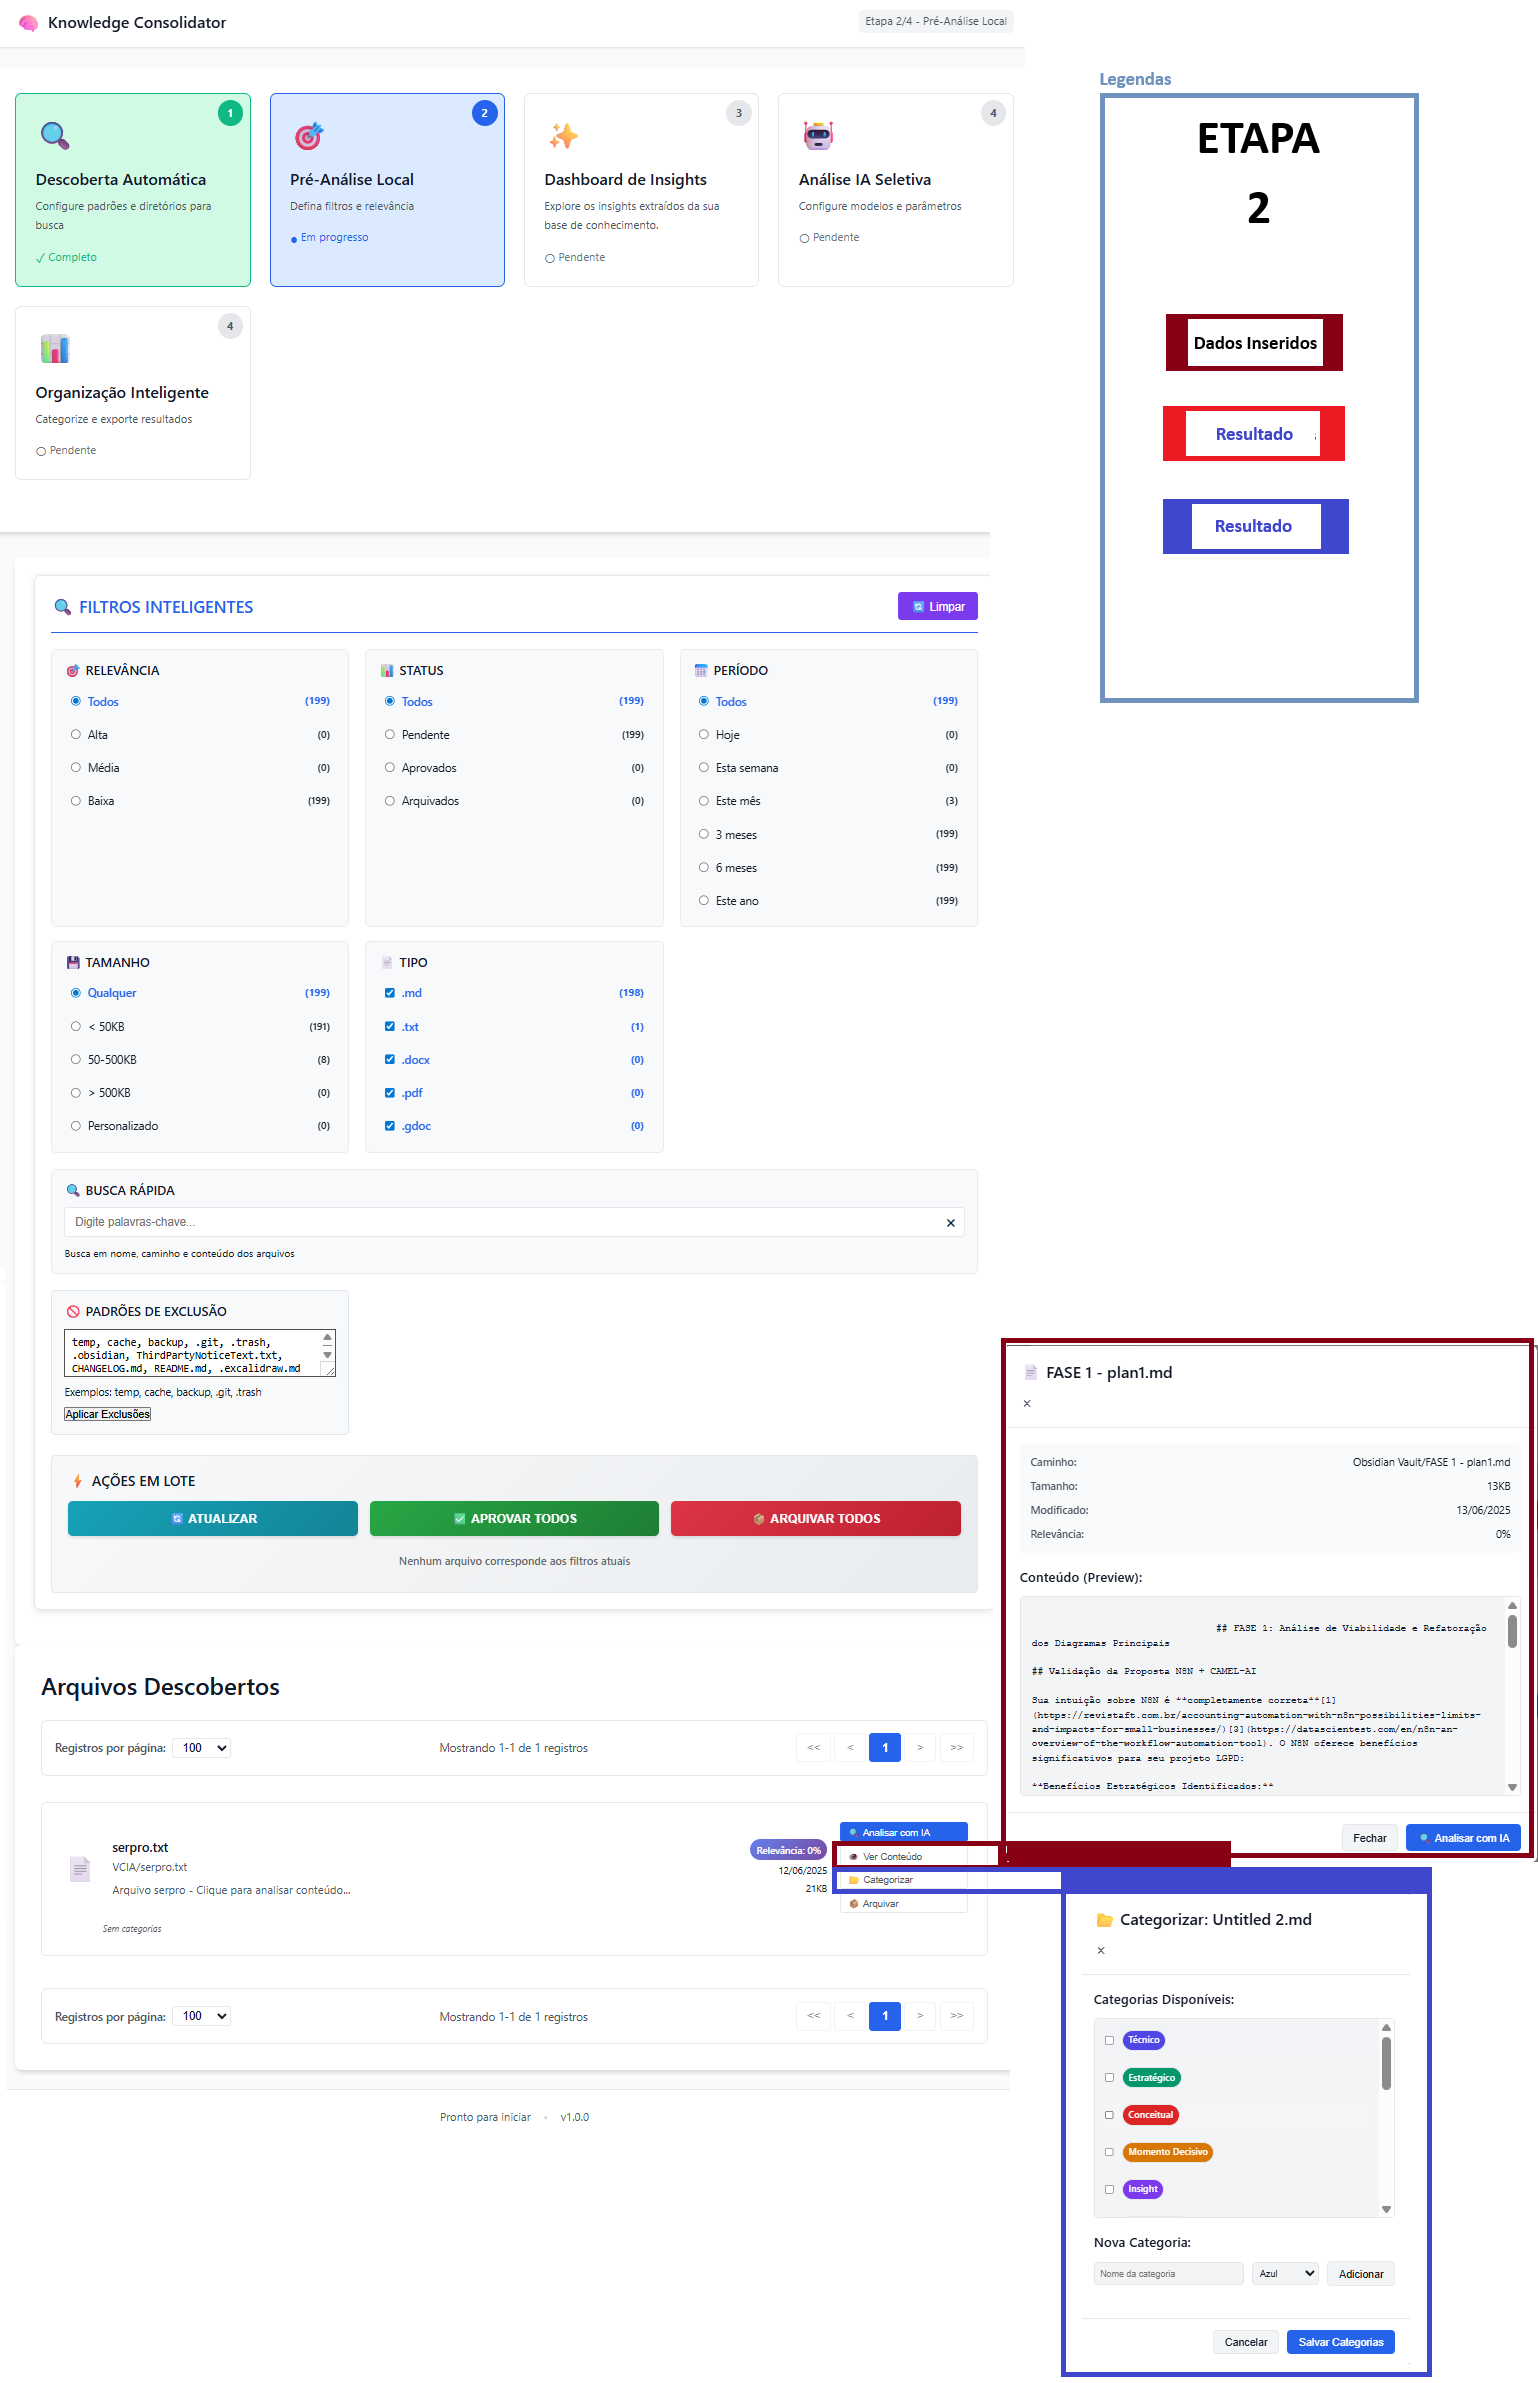 Knowledge Consolidator
Etapa 2/4 - Pré-Análise Local
1
Descoberta Automática
Configure padrões e diretórios para
busca
✓ Completo
2
Pré-Análise Local
Defina filtros e relevância
● Em progresso
3
Dashboard de Insights
Explore os insights extraídos da sua
base de conhecimento.
○ Pendente
4
Análise IA Seletiva
Configure modelos e parâmetros
○ Pendente
4
Organização Inteligente
Categorize e exporte resultados
○ Pendente
Legendas
ETAPA
2
Dados Inseridos
Resultado
Resultado
FILTROS INTELIGENTES
Limpar
RELEVÂNCIA
Todos (199)
Alta (0)
Média (0)
Baixa (199)
STATUS
Todos (199)
Pendente (199)
Aprovados (0)
Arquivados (0)
PERÍODO
Todos (199)
Hoje (0)
Esta semana (0)
Este mês (3)
3 meses (199)
6 meses (199)
Este ano (199)
TAMANHO
Qualquer (199)
< 50KB (191)
50-500KB (8)
> 500KB (0)
Personalizado (0)
TIPO
.md (198)
.txt (1)
.docx (0)
.pdf (0)
.gdoc (0)
BUSCA RÁPIDA
Digite palavras-chave... ×
Busca em nome, caminho e conteúdo dos arquivos
PADRÕES DE EXCLUSÃO
temp, cache, backup, .git, .trash,
.obsidian, ThirdPartyNoticeText.txt,
CHANGELOG.md, README.md, .excalidraw.md
Exemplos: temp, cache, backup, .git, .trash
Aplicar Exclusões
AÇÕES EM LOTE
ATUALIZAR
APROVAR TODOS
ARQUIVAR TODOS
Nenhum arquivo corresponde aos filtros atuais
Arquivos Descobertos
Registros por página: 100
Mostrando 1-1 de 1 registros
<< < 1 > >>
serpro.txt
VCIA/serpro.txt
Arquivo serpro - Clique para analisar conteúdo...
Sem categorias
Relevância: 0%
12/06/2025
21KB
Analisar com IA
Ver Conteúdo
Categorizar
Arquivar
Registros por página: 100
Mostrando 1-1 de 1 registros
<< < 1 > >>
Pronto para iniciar • v1.0.0
FASE 1 - plan1.md
×
Caminho: Obsidian Vault/FASE 1 - plan1.md
Tamanho: 13KB
Modificado: 13/06/2025
Relevância: 0%
Conteúdo (Preview):
## FASE 1: Análise de Viabilidade e Refatoração
dos Diagramas Principais
## Validação da Proposta N8N + CAMEL-AI
Sua intuição sobre N8N é **completamente correta**[1]
(https://revistaft.com.br/accounting-automation-with-n8n-possibilities-limits-
and-impacts-for-small-businesses/)[3](https://datascientest.com/en/n8n-an-
overview-of-the-workflow-automation-tool). O N8N oferece benefícios
significativos para seu projeto LGPD:
**Benefícios Estratégicos Identificados:**
Fechar
Analisar com IA
Categorizar: Untitled 2.md
×
Categorias Disponíveis:
Técnico
Estratégico
Conceitual
Momento Decisivo
Insight
Nova Categoria:
Nome da categoria
Azul
Adicionar
Cancelar
Salvar Categorias